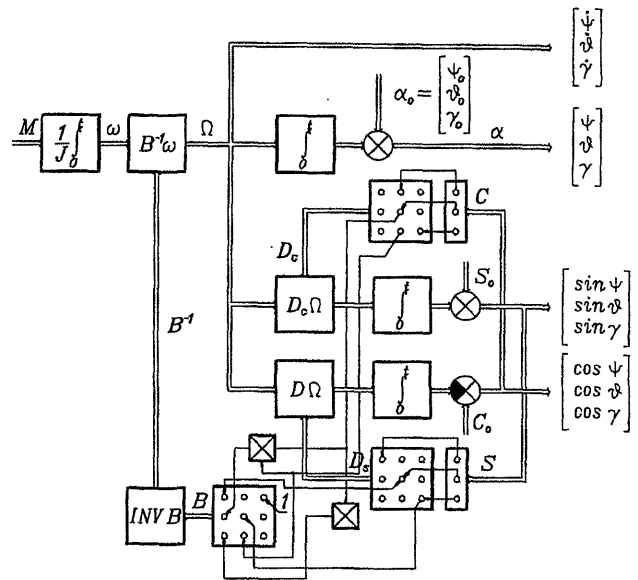 ψ̇
ϑ̇
γ̇
α₀ = [ψ₀ ϑ₀ γ₀]
M
1/J ∫₀ᵗ
ω
B⁻¹ω
Ω
∫₀ᵗ
α
ψ
ϑ
γ
C
D_c
S₀
D_cΩ
∫₀ᵗ
sin ψ
sin ϑ
sin γ
B⁻¹
DΩ
∫₀ᵗ
cos ψ
cos ϑ
cos γ
C₀
D_s
S
INV B
B
1